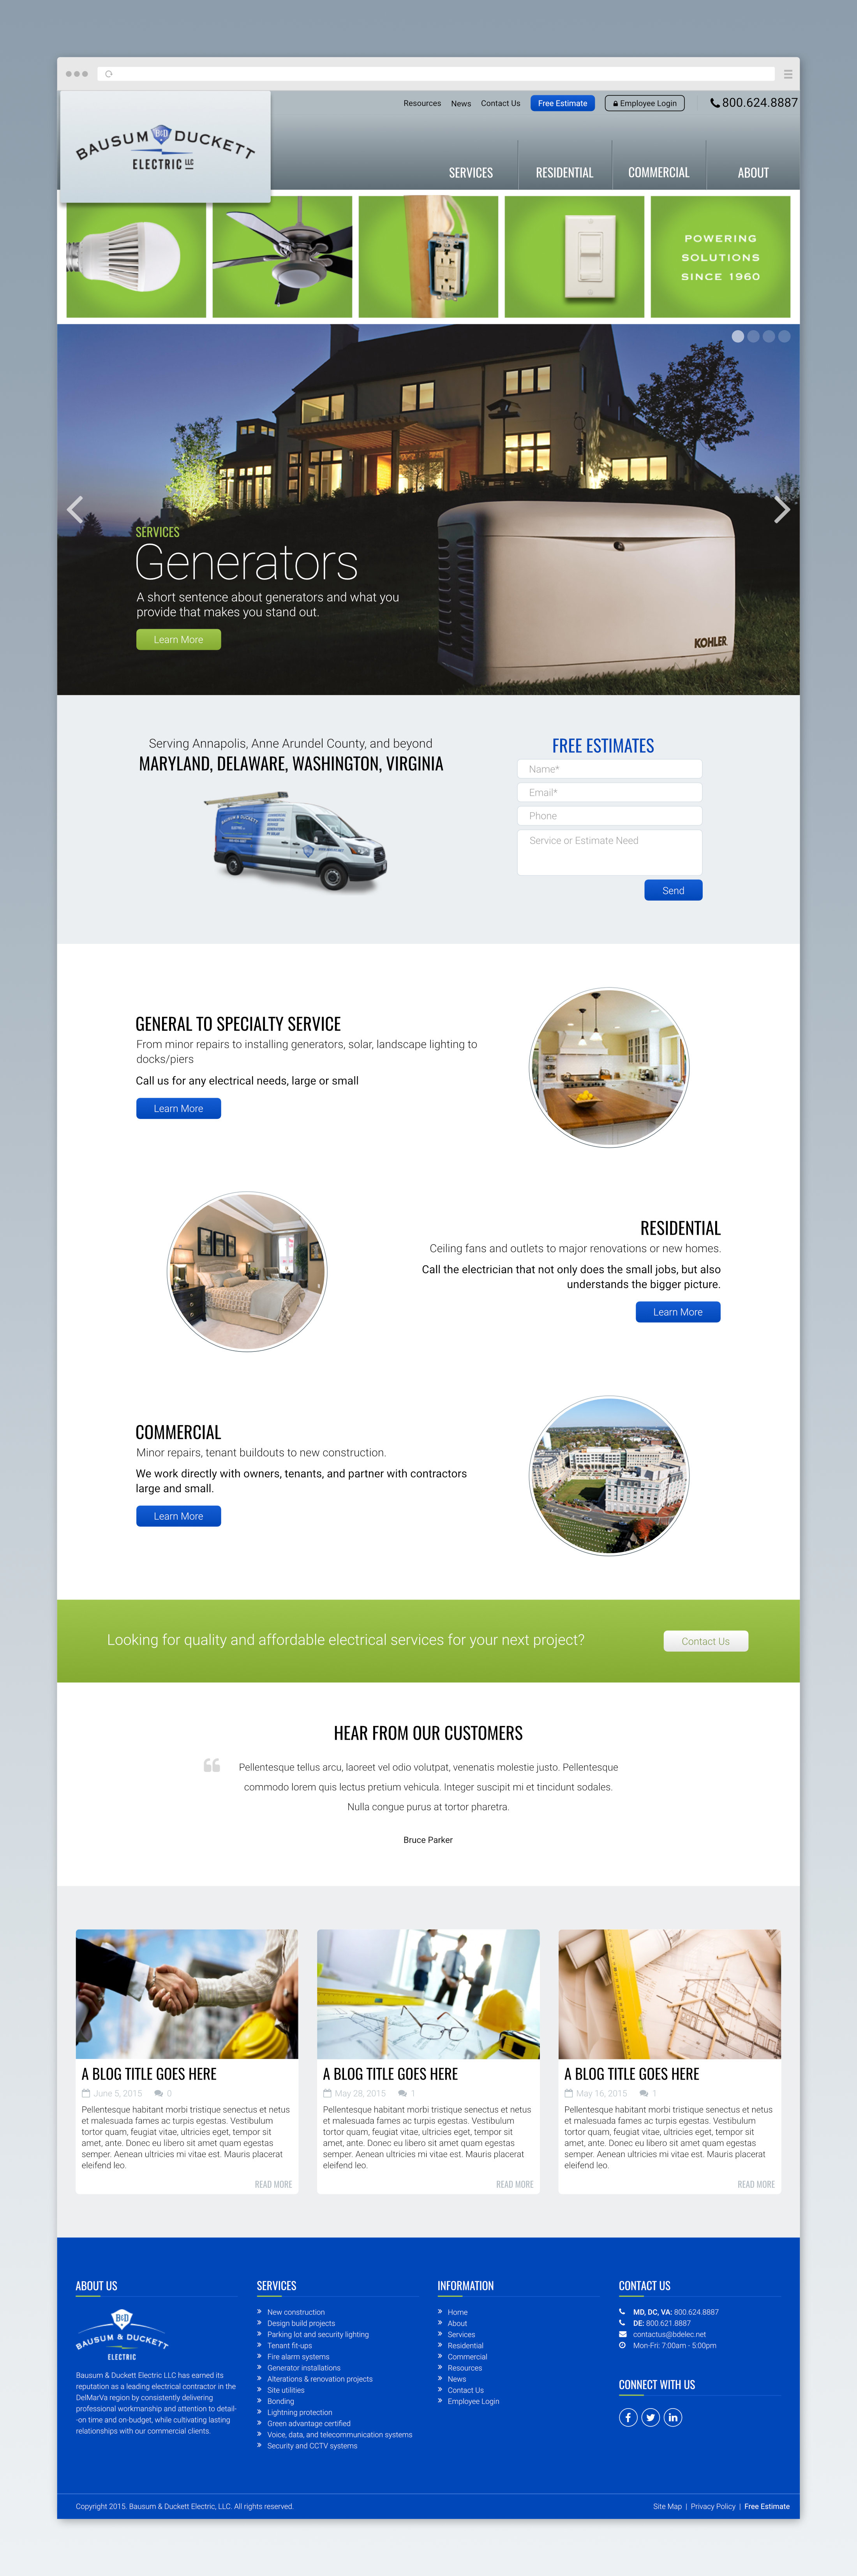 Resources News Contact Us Free Estimate Employee Login 800.624.8887
BAUSUM B&D DUCKETT
ELECTRIC LLC
SERVICES RESIDENTIAL COMMERCIAL ABOUT
POWERING
SOLUTIONS
SINCE 1960
SERVICES
Generators
A short sentence about generators and what you
provide that makes you stand out.
Learn More
KOHLER
Serving Annapolis, Anne Arundel County, and beyond
MARYLAND, DELAWARE, WASHINGTON, VIRGINIA
FREE ESTIMATES
Name*
Email*
Phone
Service or Estimate Need
Send
GENERAL TO SPECIALTY SERVICE
From minor repairs to installing generators, solar, landscape lighting to
docks/piers
Call us for any electrical needs, large or small
Learn More
RESIDENTIAL
Ceiling fans and outlets to major renovations or new homes.
Call the electrician that not only does the small jobs, but also
understands the bigger picture.
Learn More
COMMERCIAL
Minor repairs, tenant buildouts to new construction.
We work directly with owners, tenants, and partner with contractors
large and small.
Learn More
Looking for quality and affordable electrical services for your next project?
Contact Us
HEAR FROM OUR CUSTOMERS
Pellentesque tellus arcu, laoreet vel odio volutpat, venenatis molestie justo. Pellentesque
commodo lorem quis lectus pretium vehicula. Integer suscipit mi et tincidunt sodales.
Nulla congue purus at tortor pharetra.
Bruce Parker
A BLOG TITLE GOES HERE
June 5, 2015 0
Pellentesque habitant morbi tristique senectus et netus
et malesuada fames ac turpis egestas. Vestibulum
tortor quam, feugiat vitae, ultricies eget, tempor sit
amet, ante. Donec eu libero sit amet quam egestas
semper. Aenean ultricies mi vitae est. Mauris placerat
eleifend leo.
READ MORE
A BLOG TITLE GOES HERE
May 28, 2015 1
Pellentesque habitant morbi tristique senectus et netus
et malesuada fames ac turpis egestas. Vestibulum
tortor quam, feugiat vitae, ultricies eget, tempor sit
amet, ante. Donec eu libero sit amet quam egestas
semper. Aenean ultricies mi vitae est. Mauris placerat
eleifend leo.
READ MORE
A BLOG TITLE GOES HERE
May 16, 2015 1
Pellentesque habitant morbi tristique senectus et netus
et malesuada fames ac turpis egestas. Vestibulum
tortor quam, feugiat vitae, ultricies eget, tempor sit
amet, ante. Donec eu libero sit amet quam egestas
semper. Aenean ultricies mi vitae est. Mauris placerat
eleifend leo.
READ MORE
ABOUT US
B&D
BAUSUM & DUCKETT
ELECTRIC
Bausum & Duckett Electric LLC has earned its
reputation as a leading electrical contractor in the
DelMarVa region by consistently delivering
professional workmanship and attention to detail-
-on time and on-budget, while cultivating lasting
relationships with our commercial clients.
SERVICES
New construction
Design build projects
Parking lot and security lighting
Tenant fit-ups
Fire alarm systems
Generator installations
Alterations & renovation projects
Site utilities
Bonding
Lightning protection
Green advantage certified
Voice, data, and telecommunication systems
Security and CCTV systems
INFORMATION
Home
About
Services
Residential
Commercial
Resources
News
Contact Us
Employee Login
CONTACT US
MD, DC, VA: 800.624.8887
DE: 800.621.8887
contactus@bdelec.net
Mon-Fri: 7:00am - 5:00pm
CONNECT WITH US
Copyright 2015. Bausum & Duckett Electric, LLC. All rights reserved.
Site Map | Privacy Policy | Free Estimate